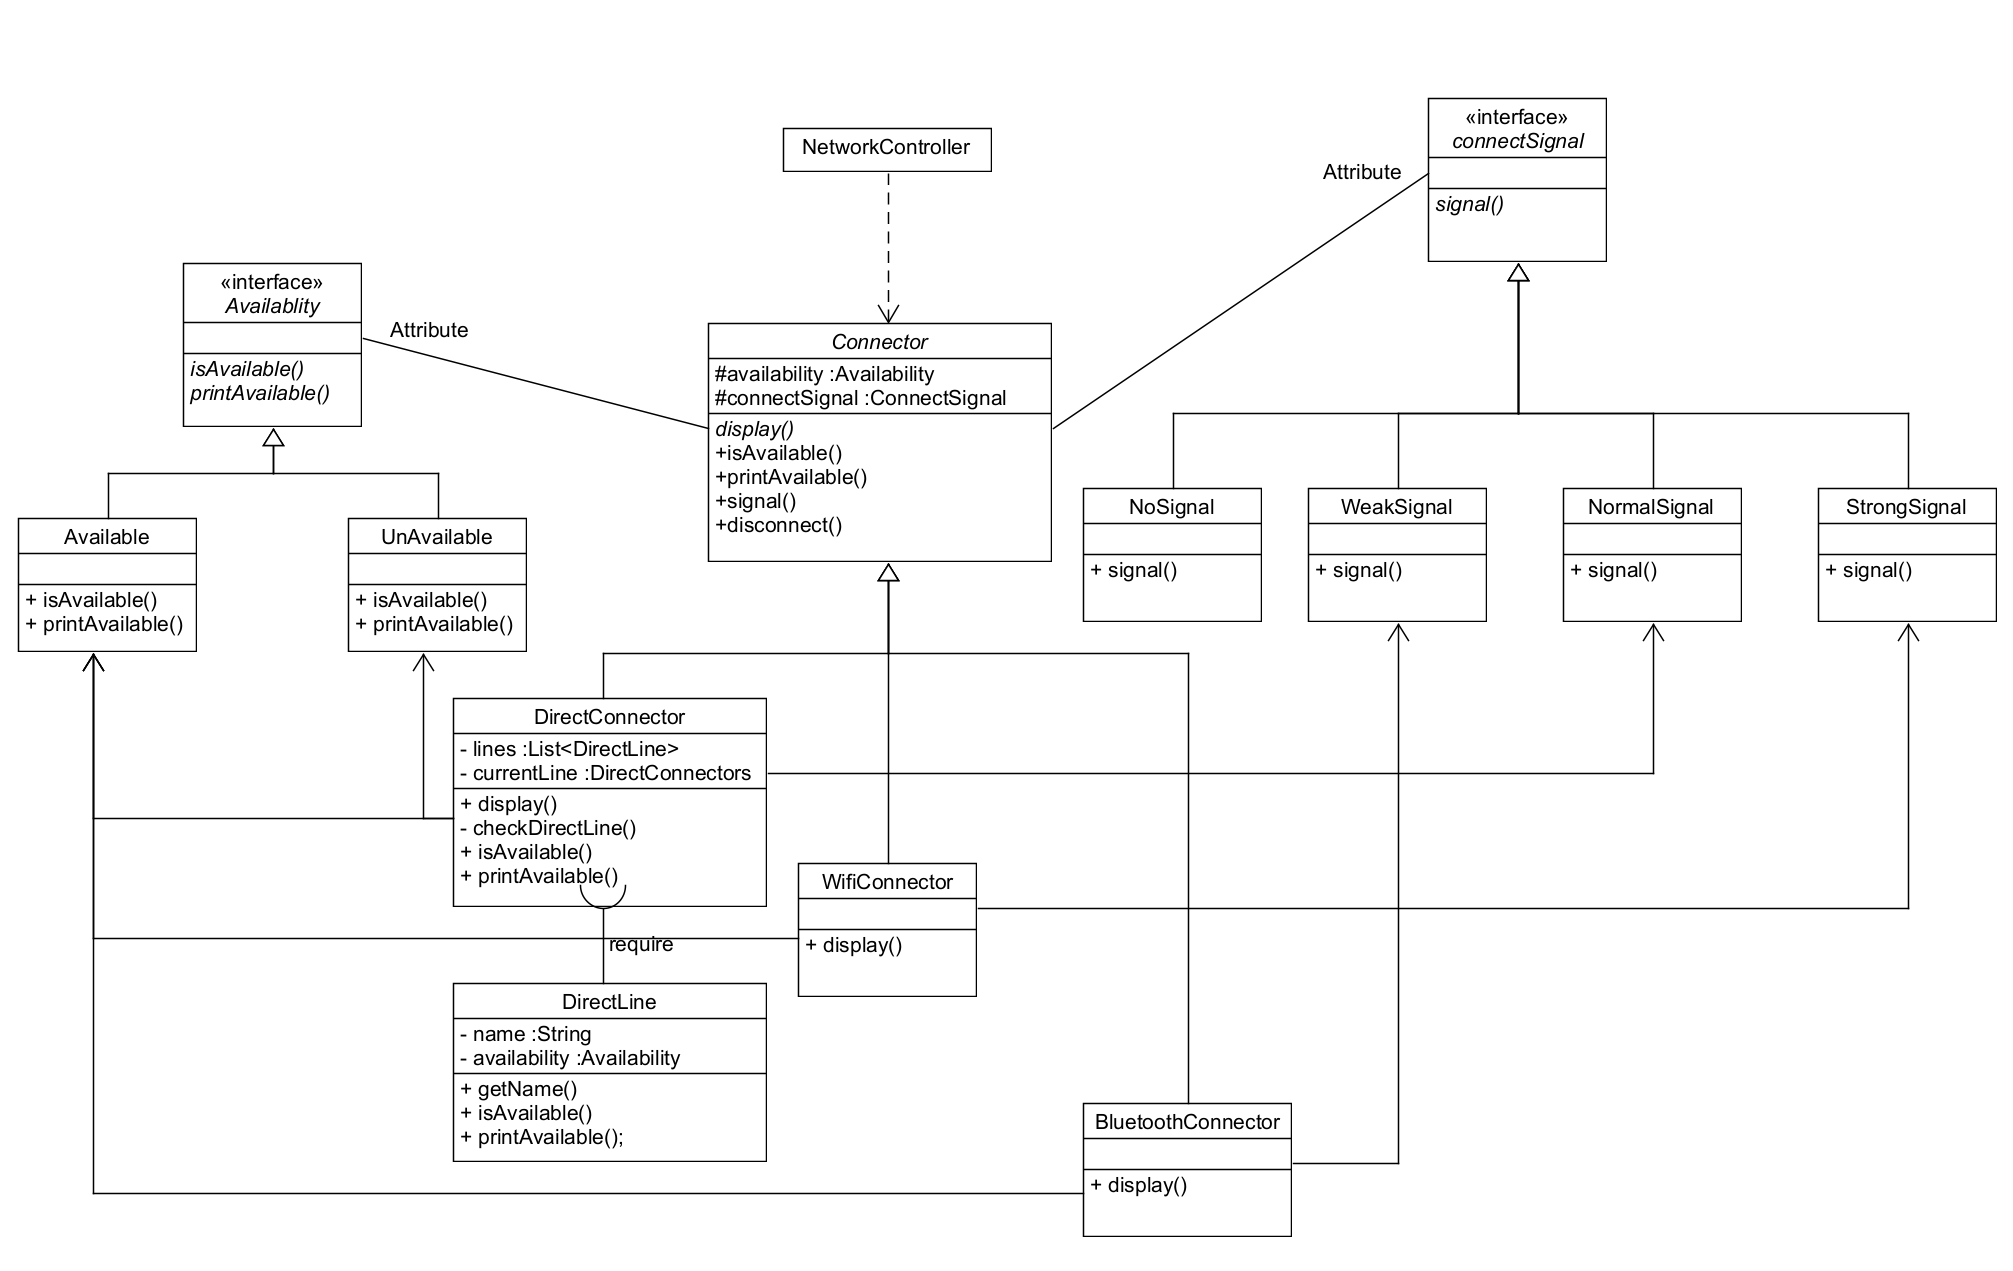 «interface»
connectSignal
signal()
NetworkController
Attribute
«interface»
Availablity
isAvailable()
printAvailable()
Attribute
Connector
#availability :Availability
#connectSignal :ConnectSignal
display()
+isAvailable()
+printAvailable()
+signal()
+disconnect()
NoSignal
+ signal()
WeakSignal
+ signal()
NormalSignal
+ signal()
StrongSignal
+ signal()
Available
+ isAvailable()
+ printAvailable()
UnAvailable
+ isAvailable()
+ printAvailable()
DirectConnector
- lines :List<DirectLine>
- currentLine :DirectConnectors
+ display()
- checkDirectLine()
+ isAvailable()
+ printAvailable()
WifiConnector
+ display()
require
DirectLine
- name :String
- availability :Availability
+ getName()
+ isAvailable()
+ printAvailable();
BluetoothConnector
+ display()